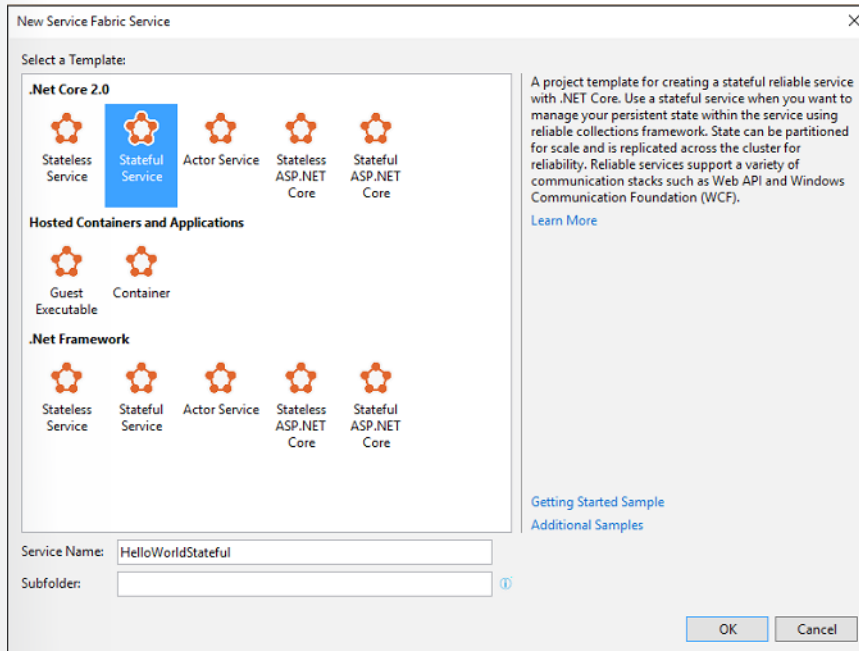 New Service Fabric Service
Select a Template:
.Net Core 2.0
Stateless
Service
Stateful
Service
Actor Service
Stateless
ASP.NET
Core
Stateful
ASP.NET
Core
Hosted Containers and Applications
Guest
Executable
Container
.Net Framework
Stateless
Service
Stateful
Service
Actor Service
Stateless
ASP.NET
Core
Stateful
ASP.NET
Core
A project template for creating a stateful reliable service
with .NET Core. Use a stateful service when you want to
manage your persistent state within the service using
reliable collections framework. State can be partitioned
for scale and is replicated across the cluster for
reliability. Reliable services support a variety of
communication stacks such as Web API and Windows
Communication Foundation (WCF).
Learn More
Getting Started Sample
Additional Samples
Service Name: HelloWorldStateful
Subfolder:
OK Cancel